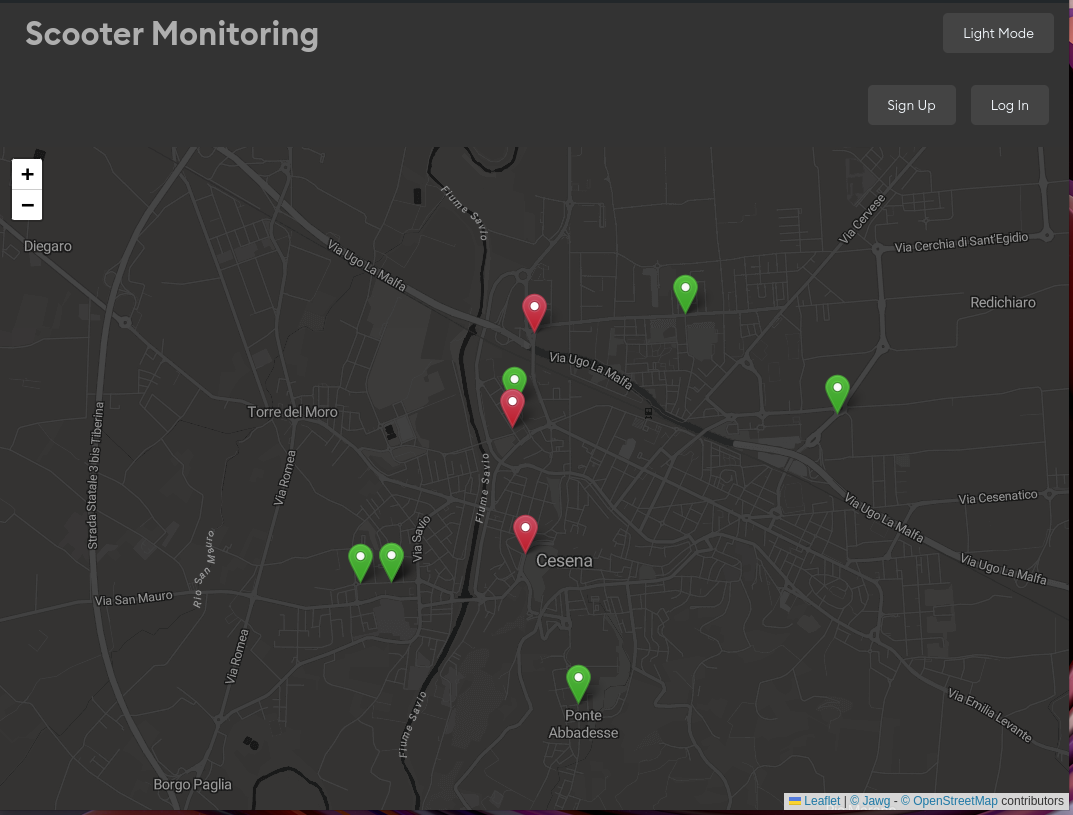 Scooter Monitoring
Light Mode
Sign Up
Log In
+
−
Fiume Savio
Via Cervese
Diegaro
Via Ugo La Malfa
Via Cerchia di Sant'Egidio
Redichiaro
Via Ugo La Malfa
Torre del Moro
Strada Statale 3 bis Tiberina
Via Romea
Fiume Savio
Via Cesenatico
Via Ugo La Malfa
Via Savio
Rio San Mauro
Cesena
Via Ugo La Malfa
Via San Mauro
Via Romea
Fiume Savio
Ponte
Abbadesse
Via Emilia Levante
Borgo Paglia
Leaflet | © Jawg - © OpenStreetMap contributors